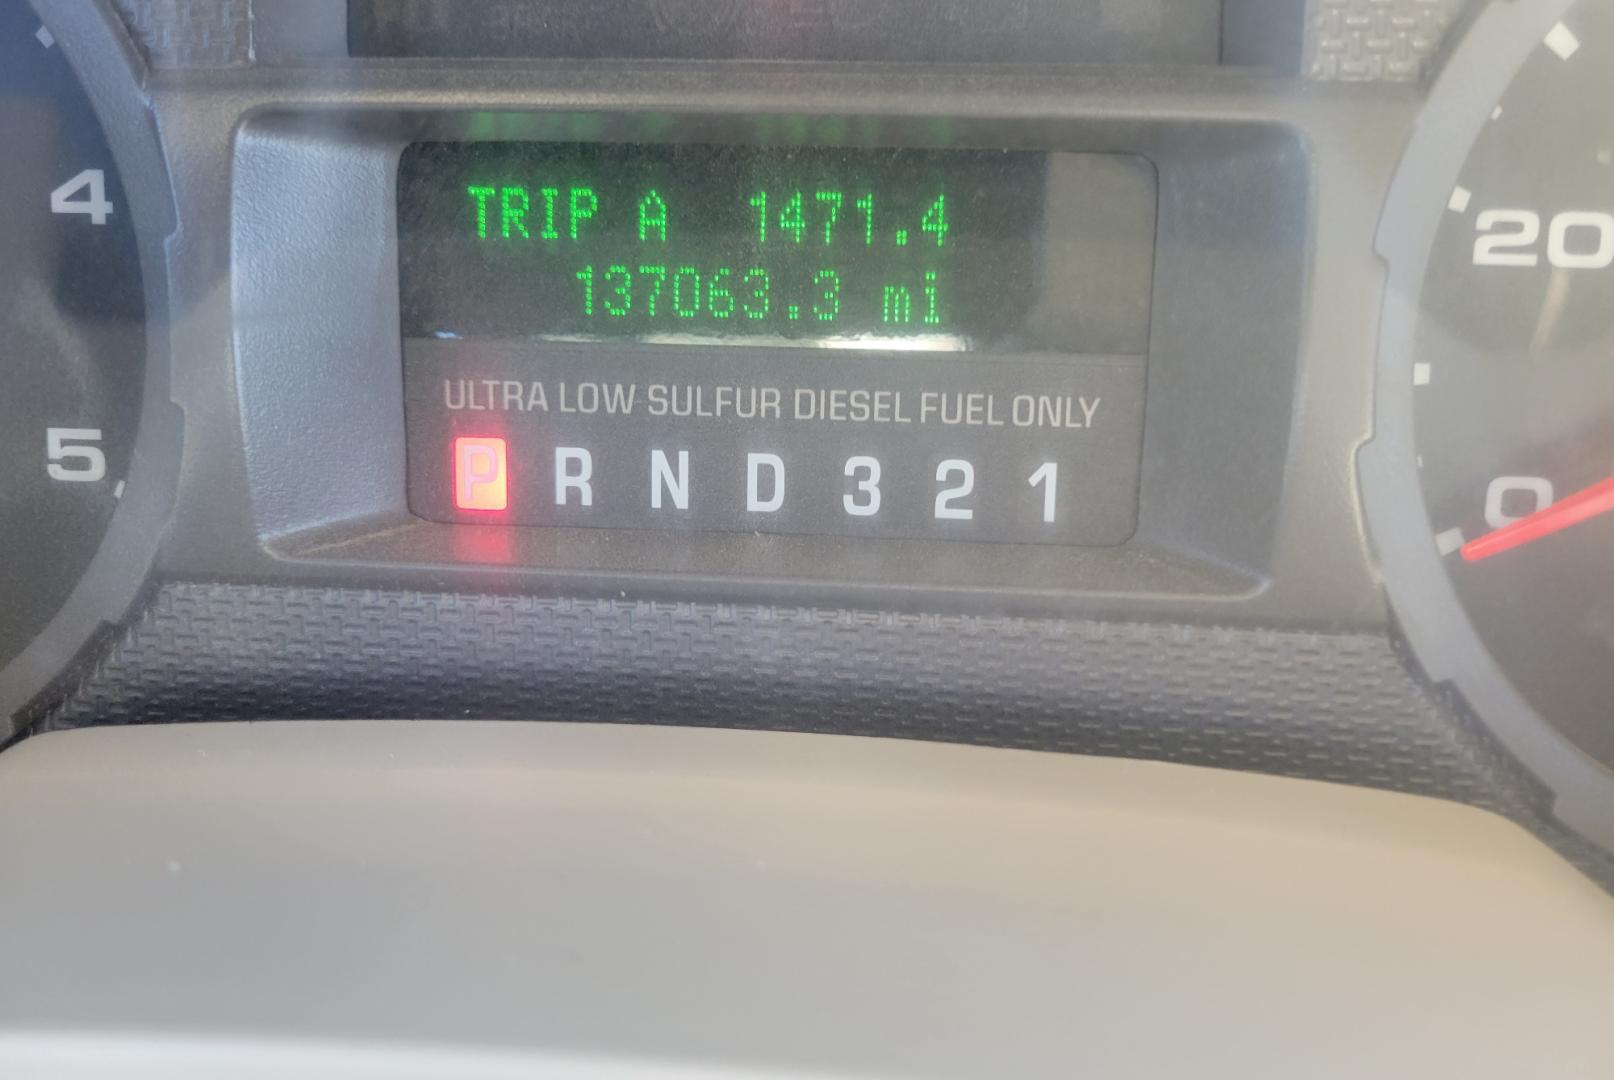 TRIP A 1471.4
137063.3 mi
ULTRA LOW SULFUR DIESEL FUEL ONLY
P R N D 3 2 1
4
5
20
0